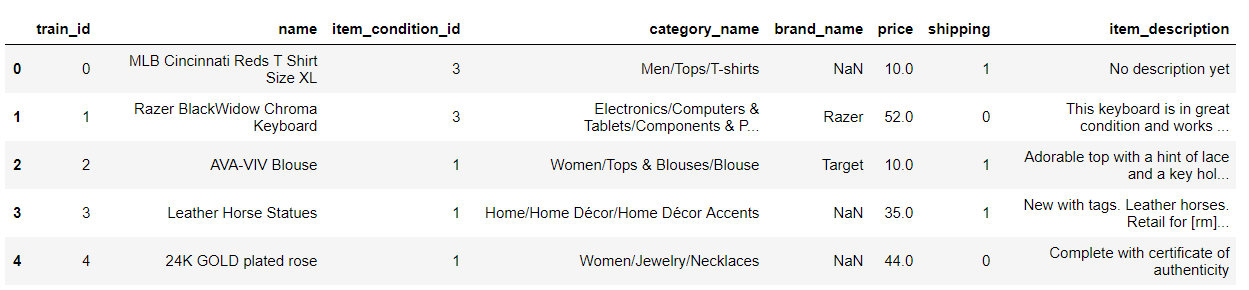 train_id name item_condition_id category_name brand_name price shipping item_description
0 0 MLB Cincinnati Reds T Shirt Size XL 3 Men/Tops/T-shirts NaN 10.0 1 No description yet
1 1 Razer BlackWidow Chroma Keyboard 3 Electronics/Computers & Tablets/Components & P... Razer 52.0 0 This keyboard is in great condition and works ...
2 2 AVA-VIV Blouse 1 Women/Tops & Blouses/Blouse Target 10.0 1 Adorable top with a hint of lace and a key hol...
3 3 Leather Horse Statues 1 Home/Home Décor/Home Décor Accents NaN 35.0 1 New with tags. Leather horses. Retail for [rm]...
4 4 24K GOLD plated rose 1 Women/Jewelry/Necklaces NaN 44.0 0 Complete with certificate of authenticity